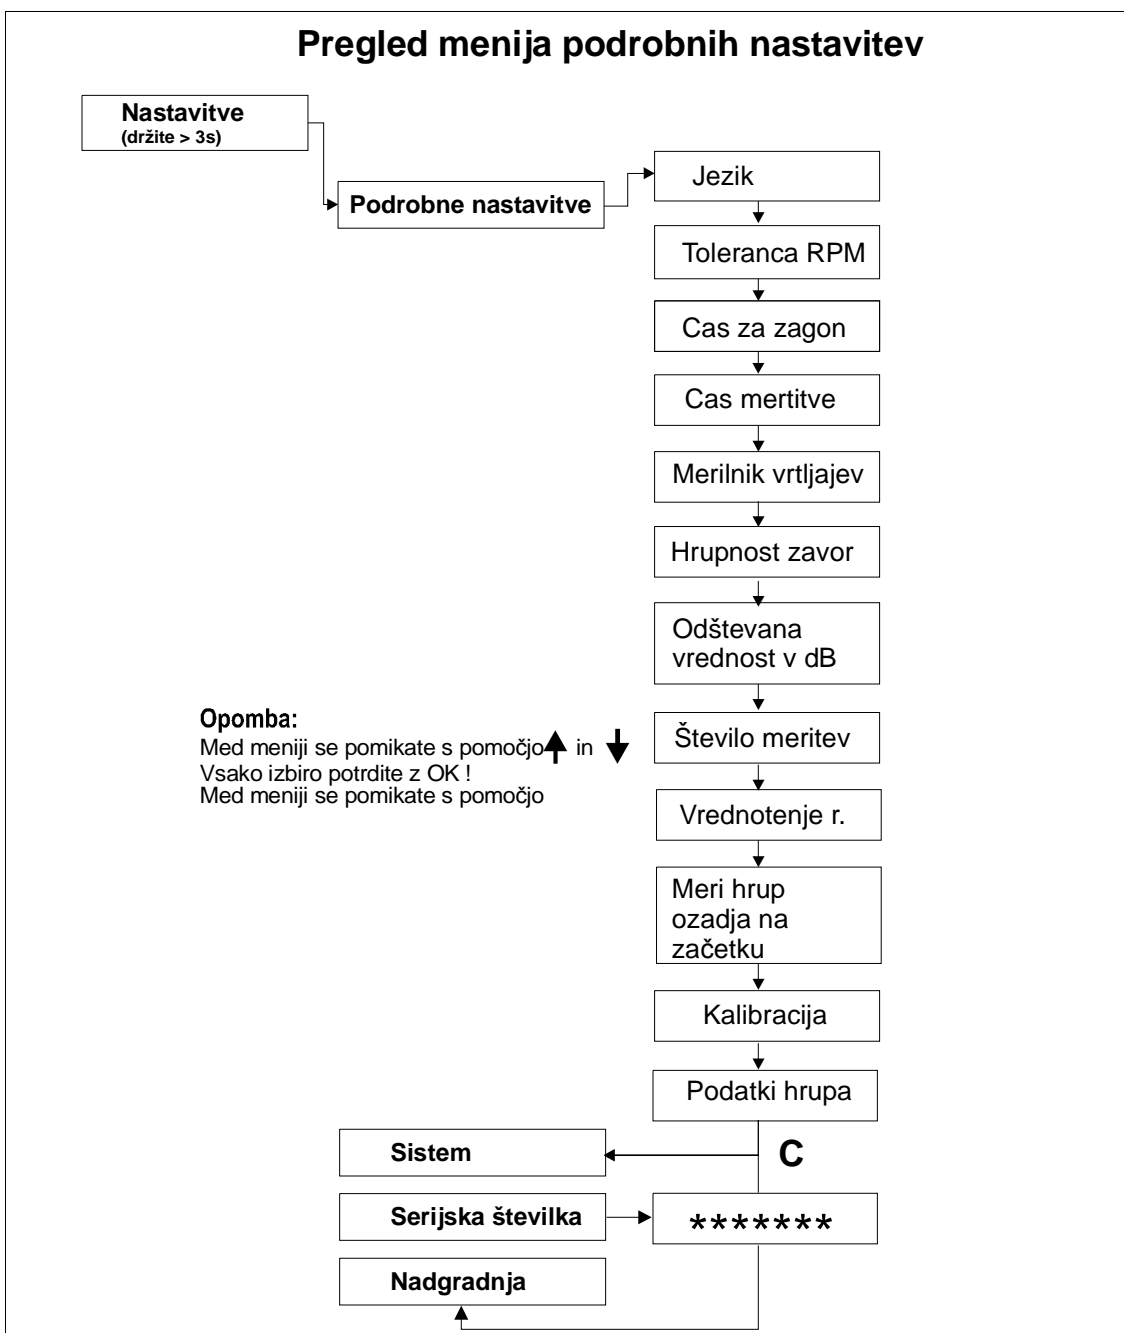 Pregled menija podrobnih nastavitev
Nastavitve
(držite > 3s)
Podrobne nastavitve
Jezik
Toleranca RPM
Cas za zagon
Cas mertitve
Merilnik vrtljajev
Hrupnost zavor
Odštevana
vrednost v dB
Opomba:
Med meniji se pomikate s pomočjo ↑ in ↓
Vsako izbiro potrdite z OK !
Med meniji se pomikate s pomočjo
Število meritev
Vrednotenje r.
Meri hrup
ozadja na
začetku
Kalibracija
Podatki hrupa
C
Sistem
Serijska številka
*******
Nadgradnja